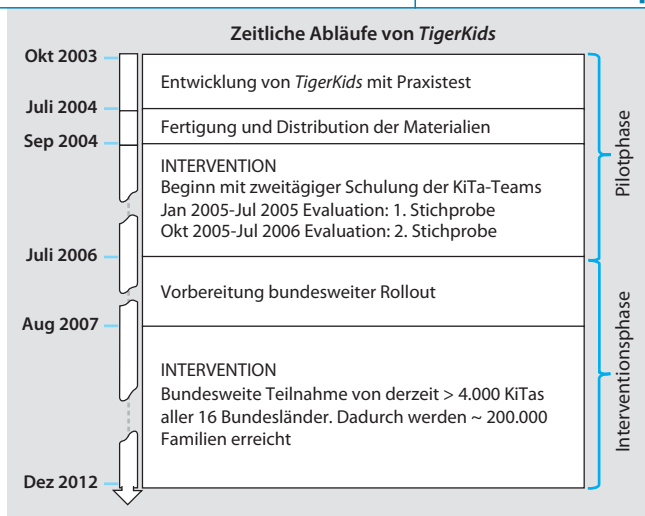 Zeitliche Abläufe von TigerKids
Okt 2003
Entwicklung von TigerKids mit Praxistest
Juli 2004
Fertigung und Distribution der Materialien
Sep 2004
INTERVENTION
Beginn mit zweitägiger Schulung der KiTa-Teams
Jan 2005-Jul 2005 Evaluation: 1. Stichprobe
Okt 2005-Jul 2006 Evaluation: 2. Stichprobe
Pilotphase
Juli 2006
Vorbereitung bundesweiter Rollout
Aug 2007
INTERVENTION
Bundesweite Teilnahme von derzeit > 4.000 KiTas
aller 16 Bundesländer. Dadurch werden ~ 200.000
Familien erreicht
Interventionsphase
Dez 2012